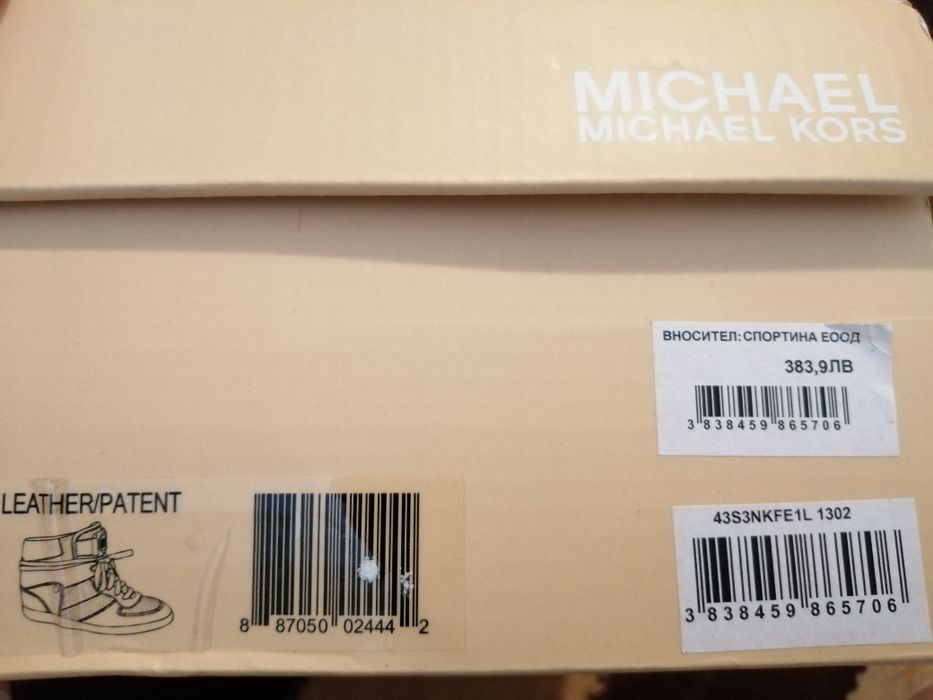 MICHAEL
MICHAEL KORS
ВНОСИТЕЛ: СПОРТИНА ЕООД
383,9ЛВ
3 838459 865706
LEATHER/PATENT
8 87050 02444 2
43S3NKFE1L 1302
3 838459 865706